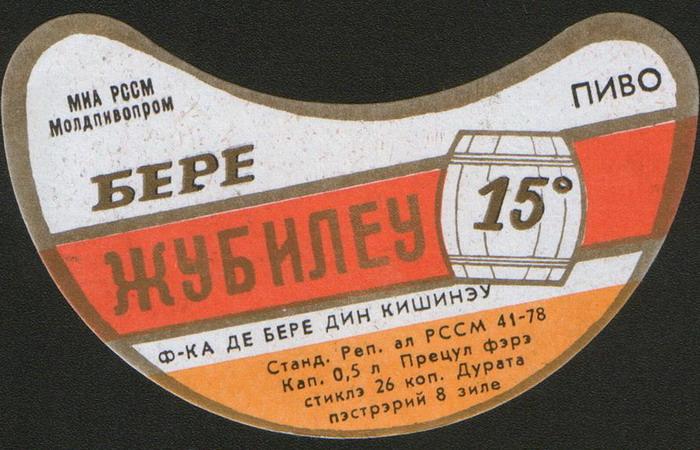 МИА РССМ
Молдпивопром
ПИВО
БЕРЕ
ЖУБИЛЕУ
15°
Ф-КА ДЕ БЕРЕ ДИН КИШИНЭУ
Станд. Реп. ал РССМ 41-78
Кап. 0,5 л Прецул фэрэ
стиклэ 26 коп. Дурата
пэстрэрий 8 зиле